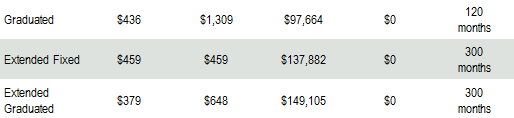 Graduated $436 $1,309 $97,664 $0 120 months
Extended Fixed $459 $459 $137,882 $0 300 months
Extended Graduated $379 $648 $149,105 $0 300 months